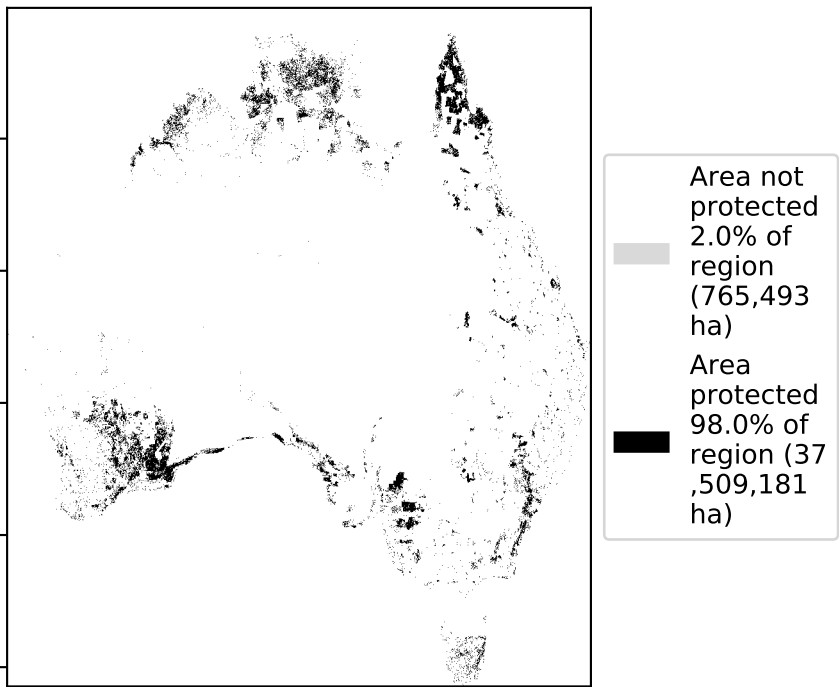 Area not
protected
2.0% of
region
(765,493
ha)
Area
protected
98.0% of
region (37
,509,181
ha)